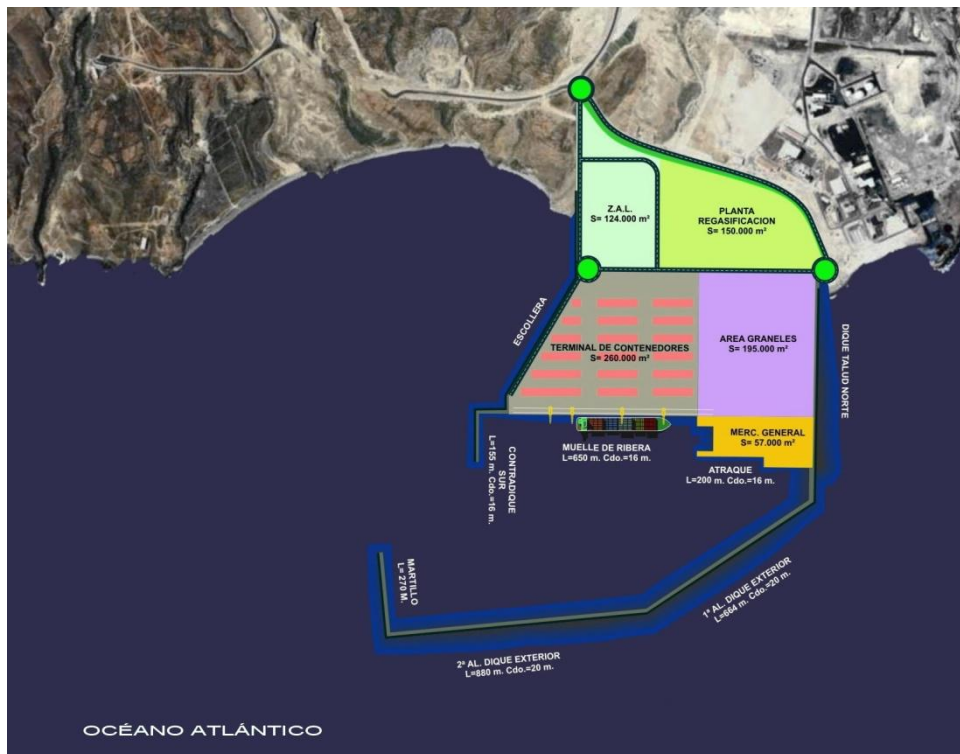 Z.A.L.
S= 124.000 m²
PLANTA
REGASIFICACION
S= 150.000 m²
ESCOLLERA
TERMINAL DE CONTENEDORES
S= 260.000 m²
AREA GRANELES
S= 195.000 m²
DIQUE TALUD NORTE
MERC. GENERAL
S= 57.000 m²
MUELLE DE RIBERA
L=650 m. Cdo.=16 m.
ATRAQUE
L=200 m. Cdo.=16 m.
CONTRADIQUE
SUR
L=155 m. Cdo.=16 m.
MARTILLO
L= 270 M.
1ª AL. DIQUE EXTERIOR
L=664 m. Cdo.=20 m.
2ª AL. DIQUE EXTERIOR
L=880 m. Cdo.=20 m.
OCÉANO ATLÁNTICO